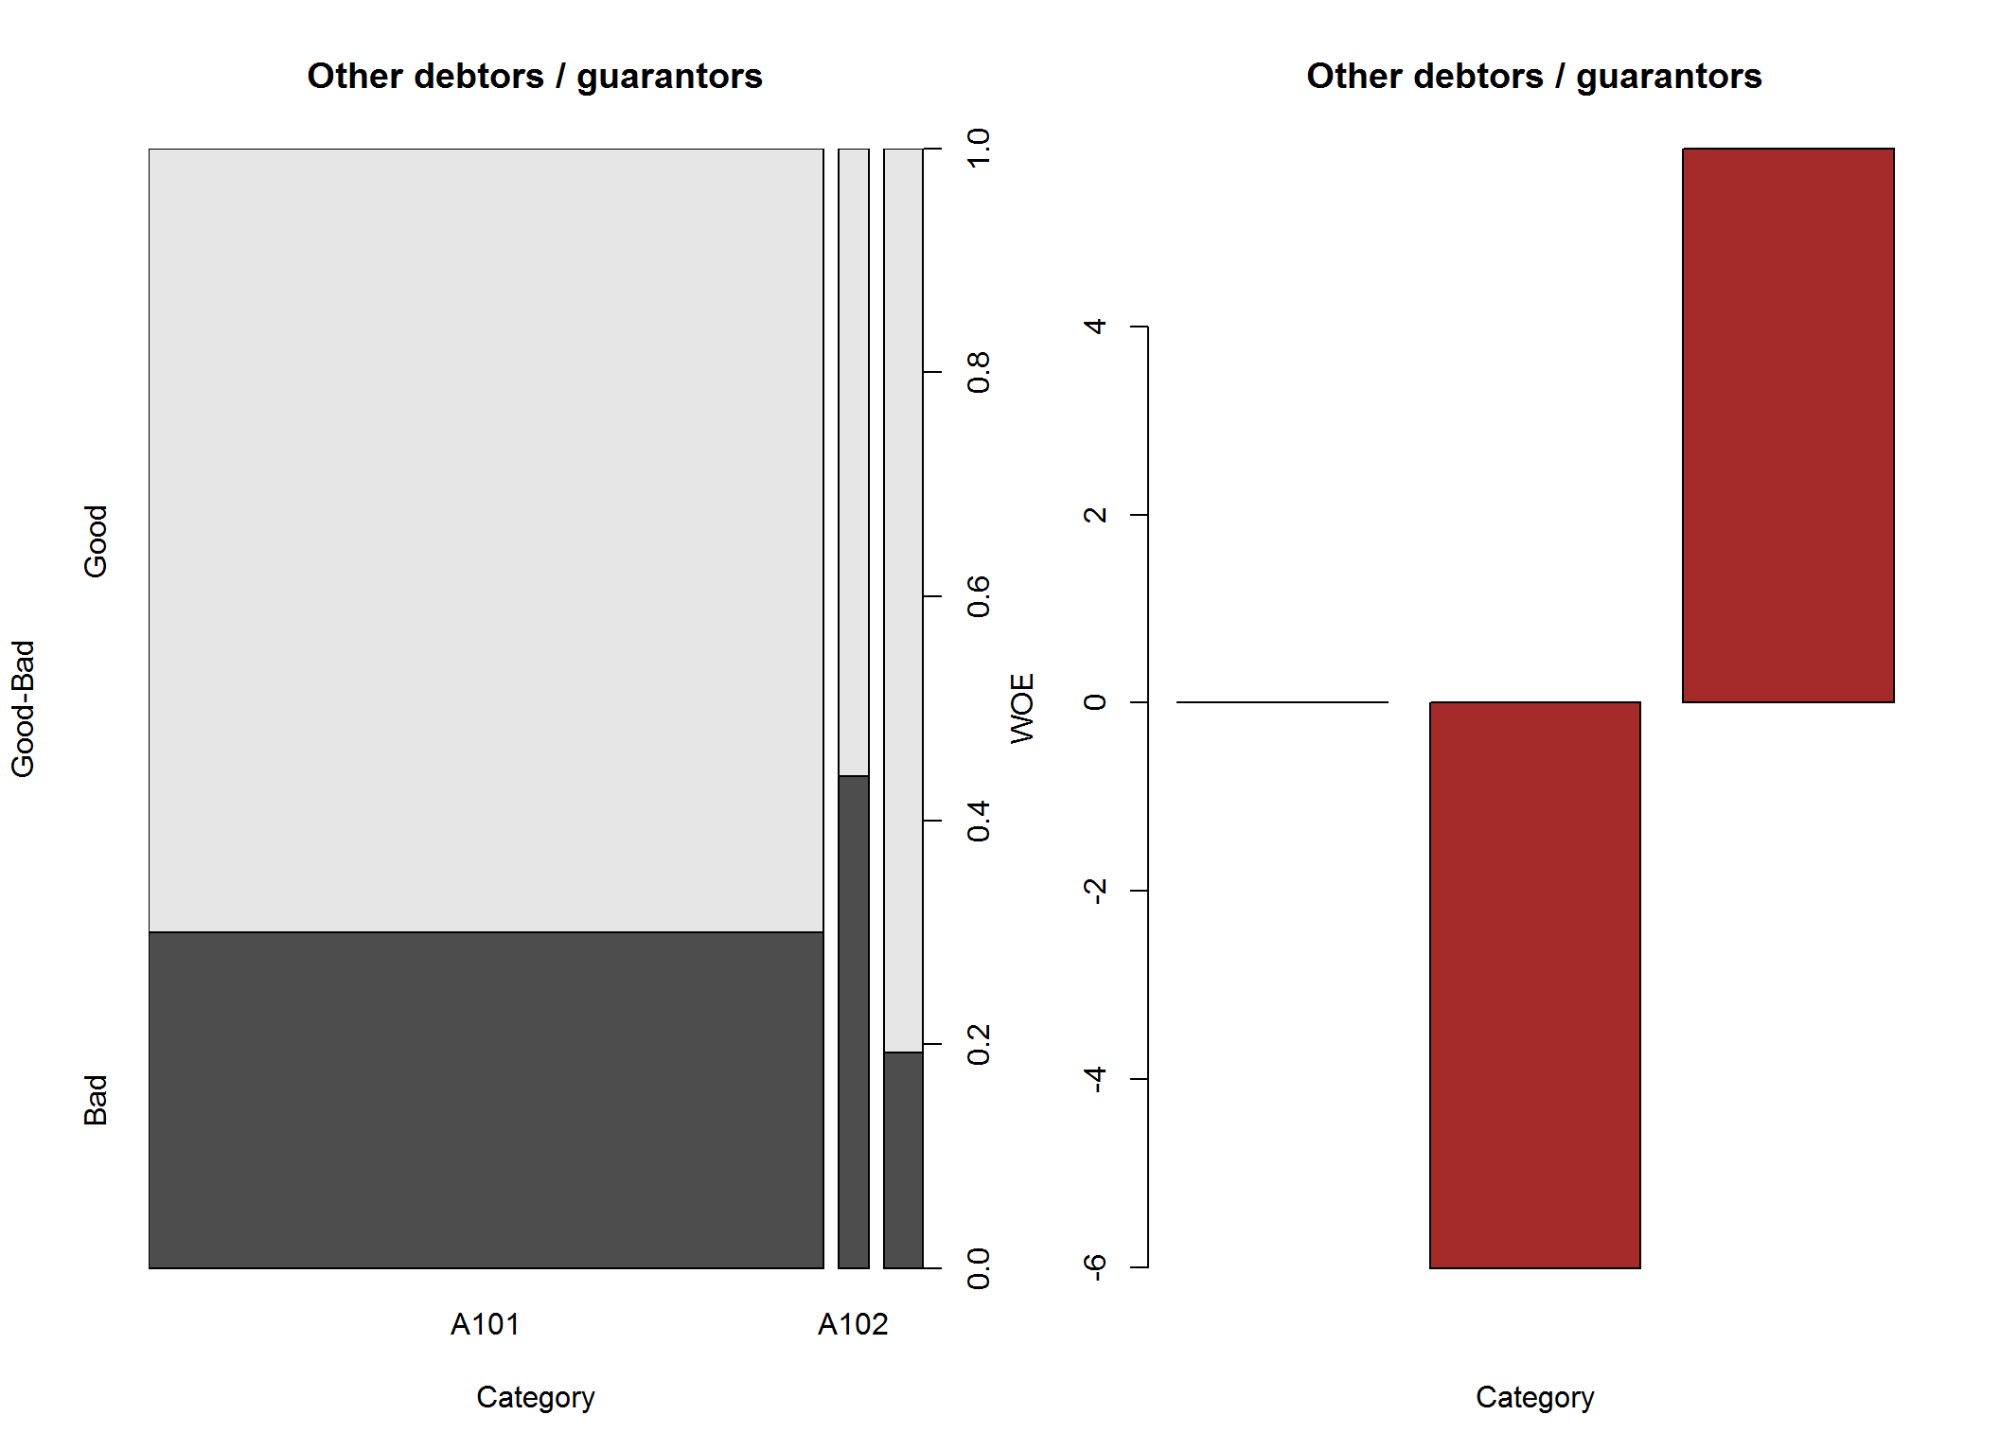 Other debtors / guarantors
Good-Bad
Good
Bad
1.0
0.8
0.6
0.4
0.2
0.0
A101
A102
Category
Other debtors / guarantors
WOE
4
2
0
-2
-4
-6
Category